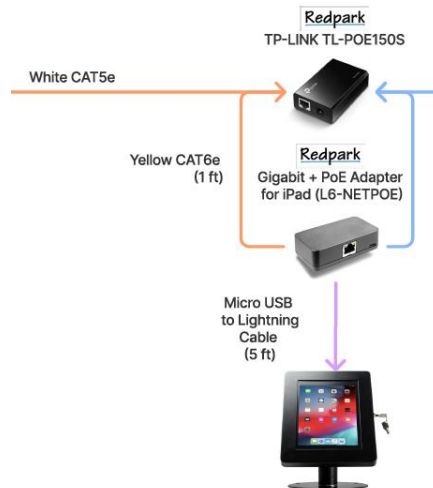 Redpark
TP-LINK TL-POE150S
White CAT5e
Yellow CAT6e
(1 ft)
Redpark
Gigabit + PoE Adapter
for iPad (L6-NETPOE)
Micro USB
to Lightning
Cable
(5 ft)